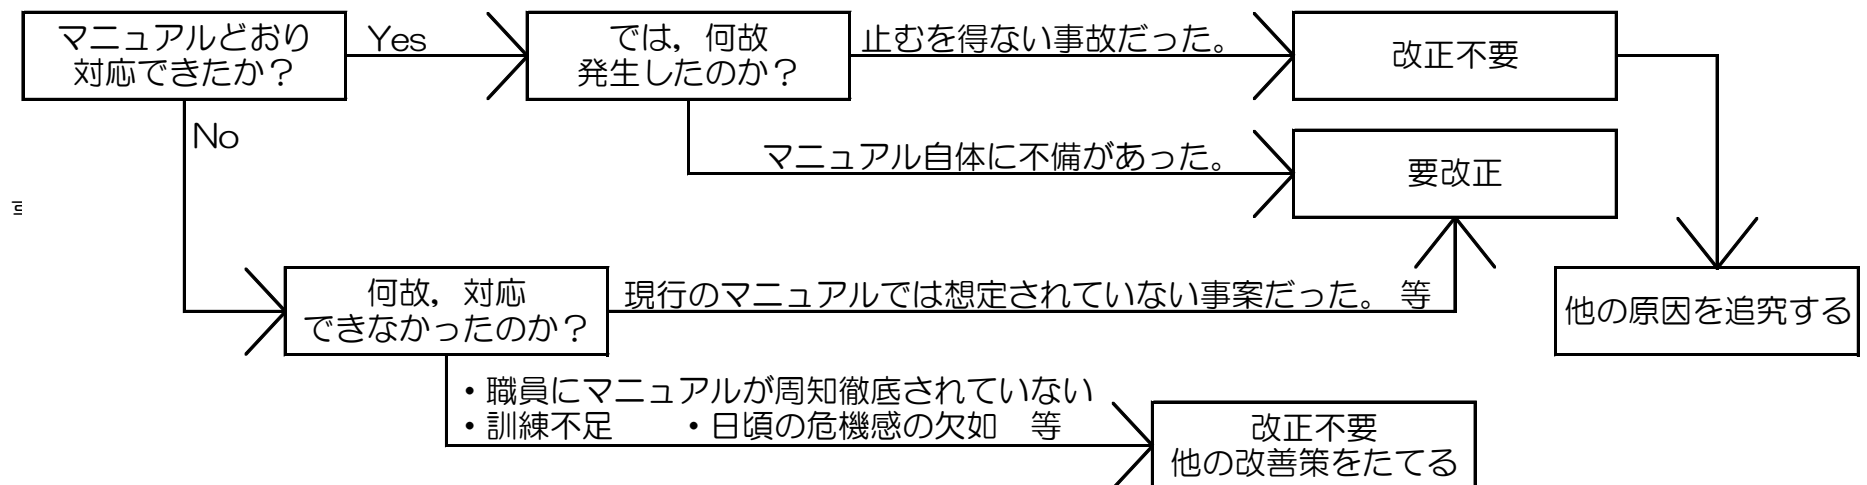 マニュアルどおり
対応できたか？
Yes
では，何故
発生したのか？
止むを得ない事故だった。
改正不要
No
マニュアル自体に不備があった。
要改正
何故，対応
できなかったのか？
現行のマニュアルでは想定されていない事案だった。 等
他の原因を追究する
・職員にマニュアルが周知徹底されていない
・訓練不足　　・日頃の危機感の欠如　等
改正不要
他の改善策をたてる